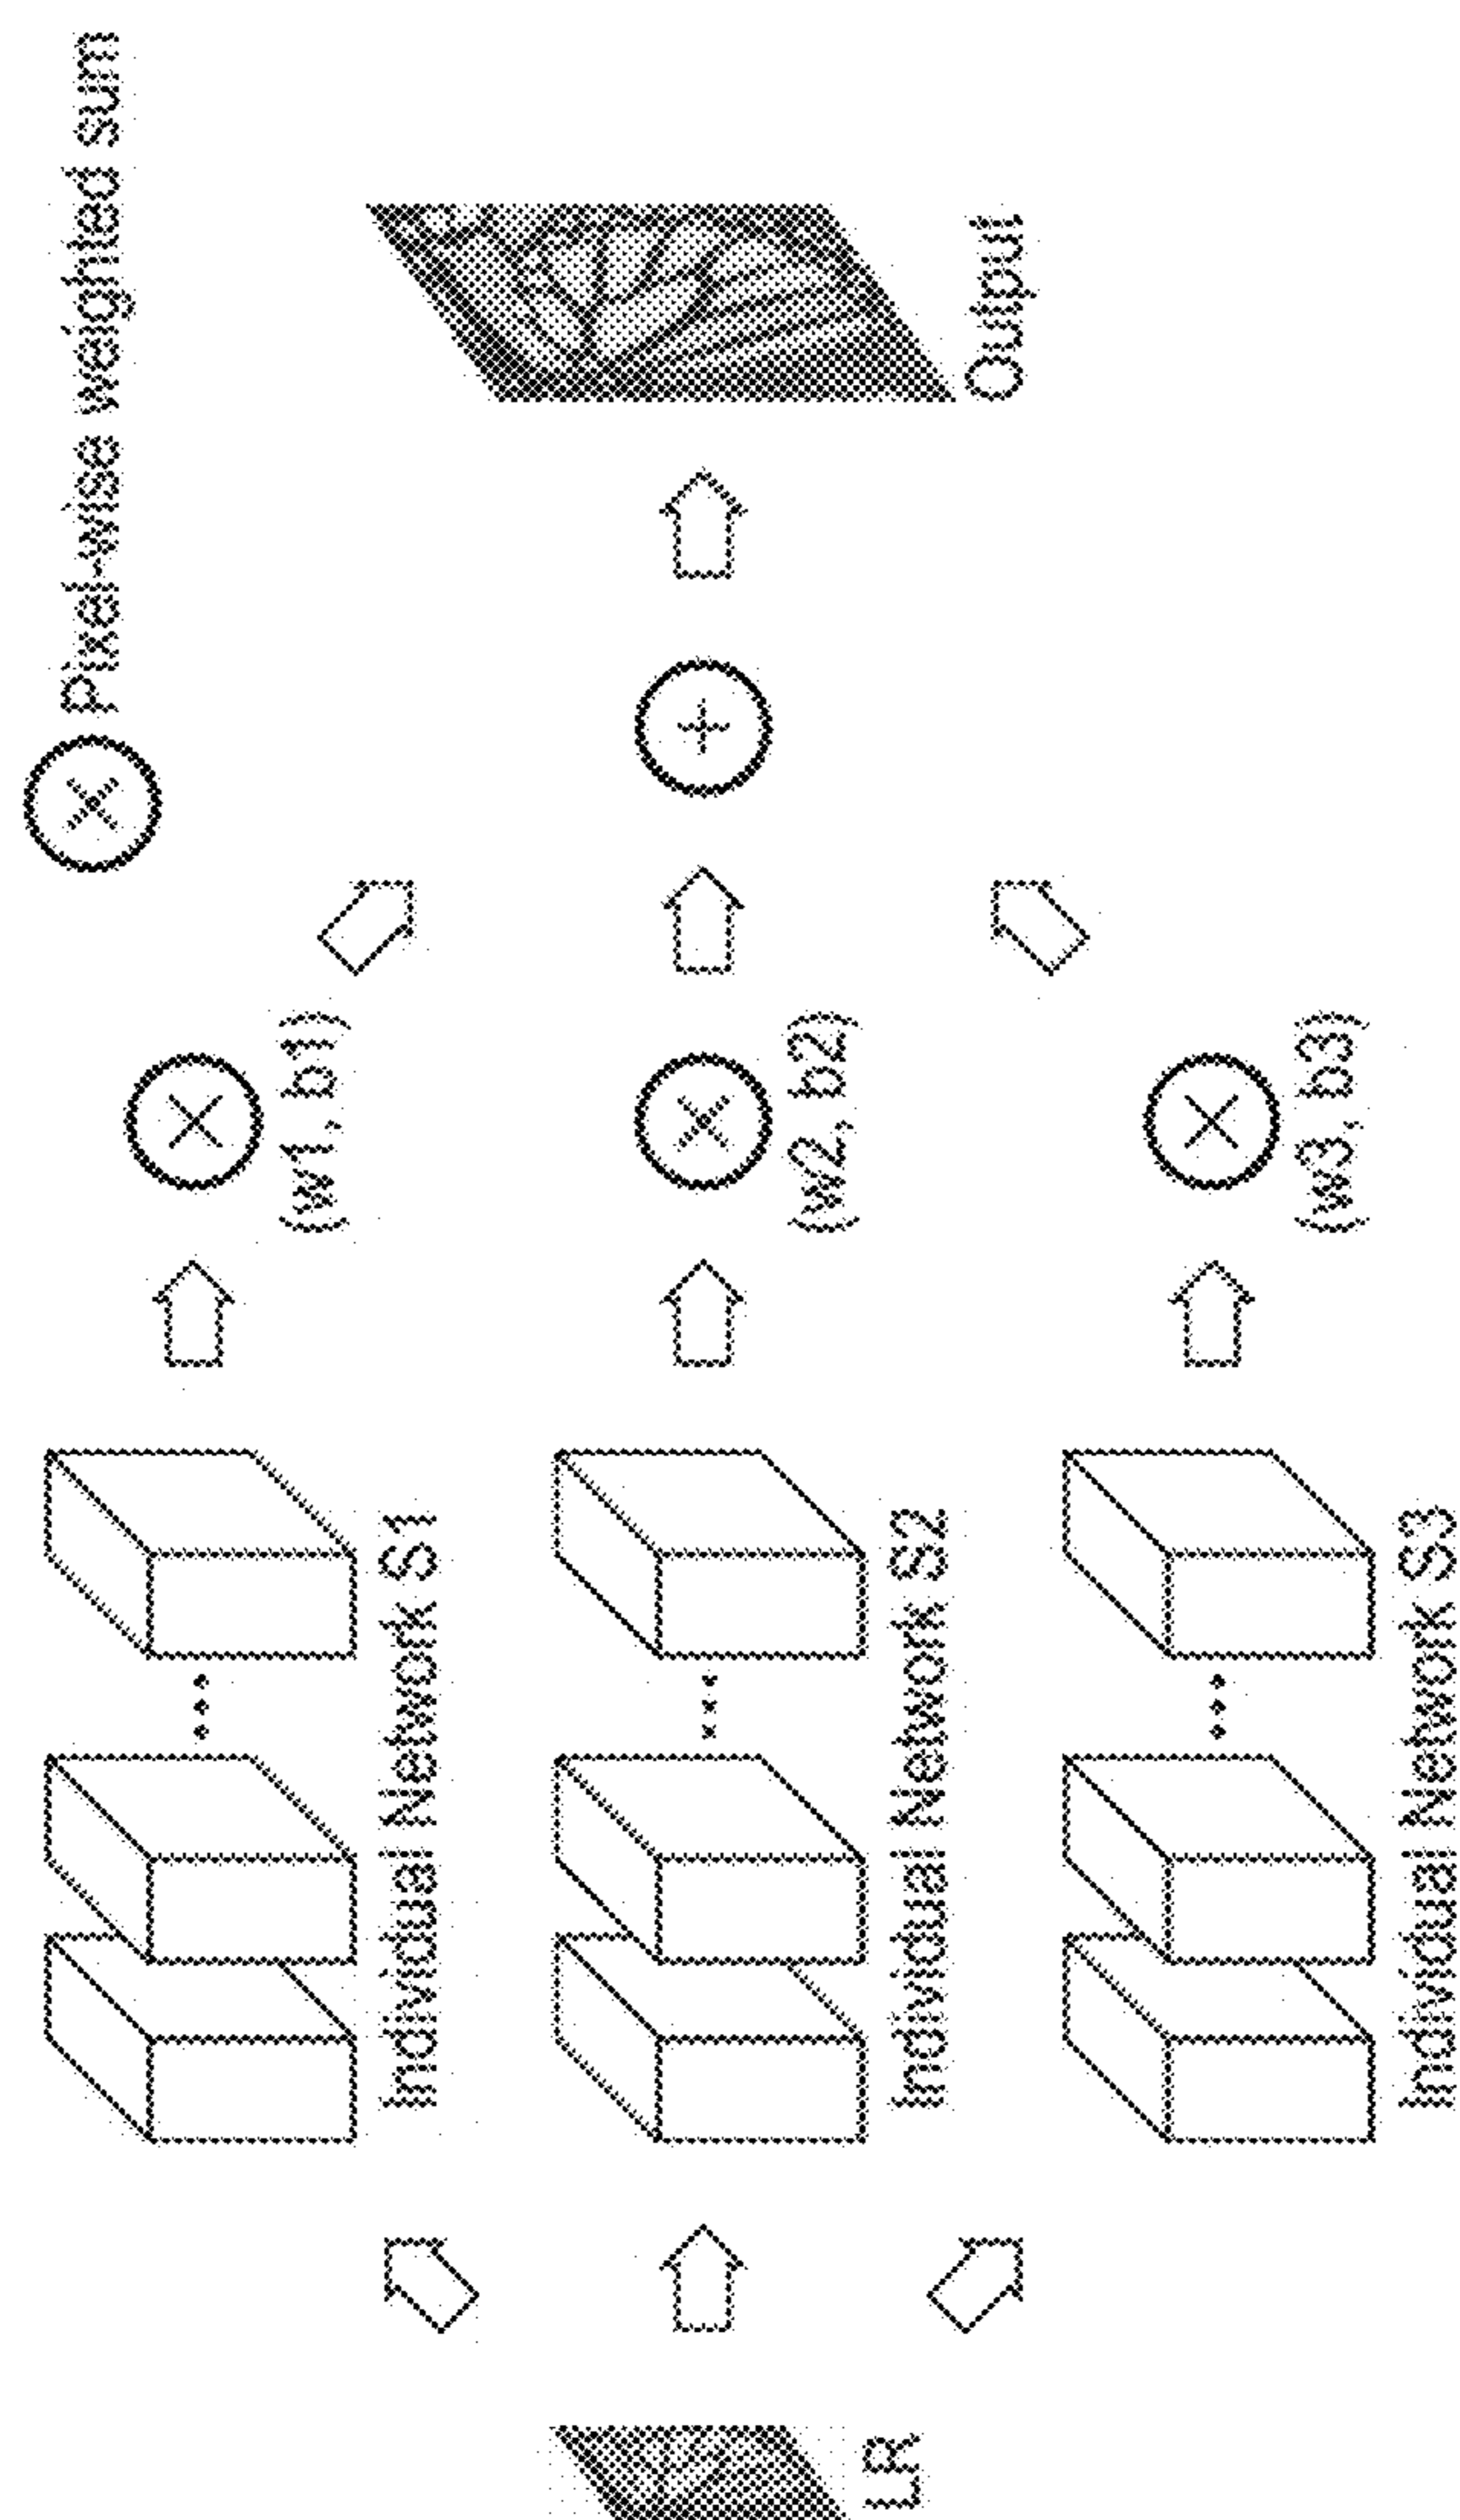 Pixel-wise weighted sum
(w1, b1)
Individual Network S1
LR
(w2, b2)
Individual Network S2
Output
(w3, b3)
Individual Network S3